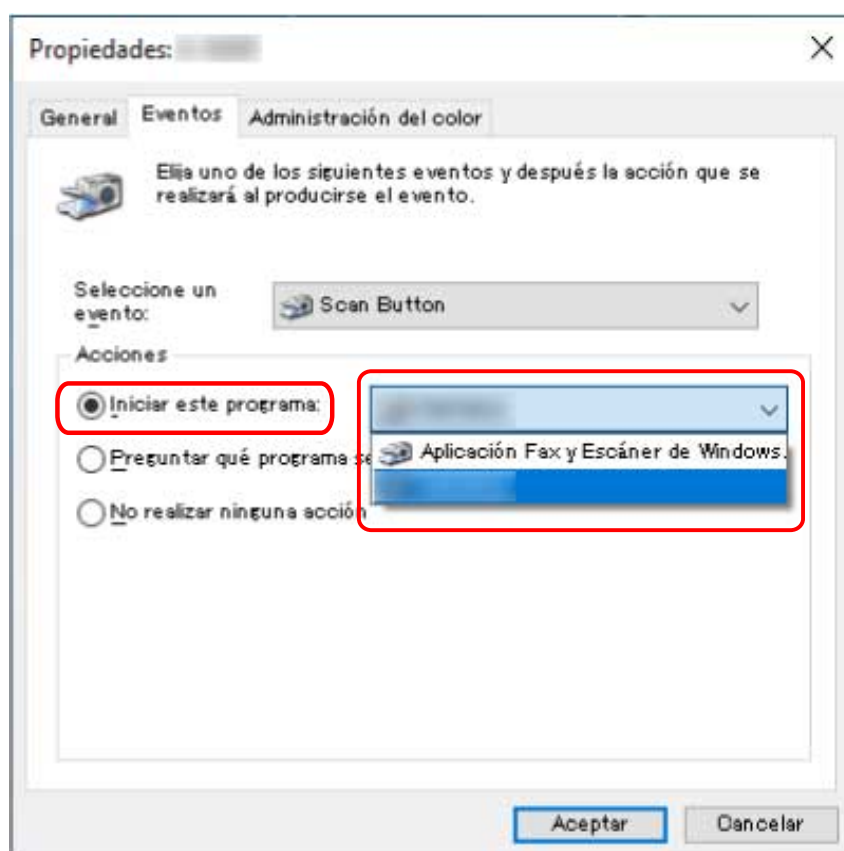 Propiedades:
General Eventos Administración del color
Elija uno de los siguientes eventos y después la acción que se
realizará al producirse el evento.
Seleccione un
evento:
Scan Button
Acciones
Iniciar este programa:
Preguntar qué programa se
Aplicación Fax y Escáner de Windows.
No realizar ninguna acción
Aceptar Cancelar